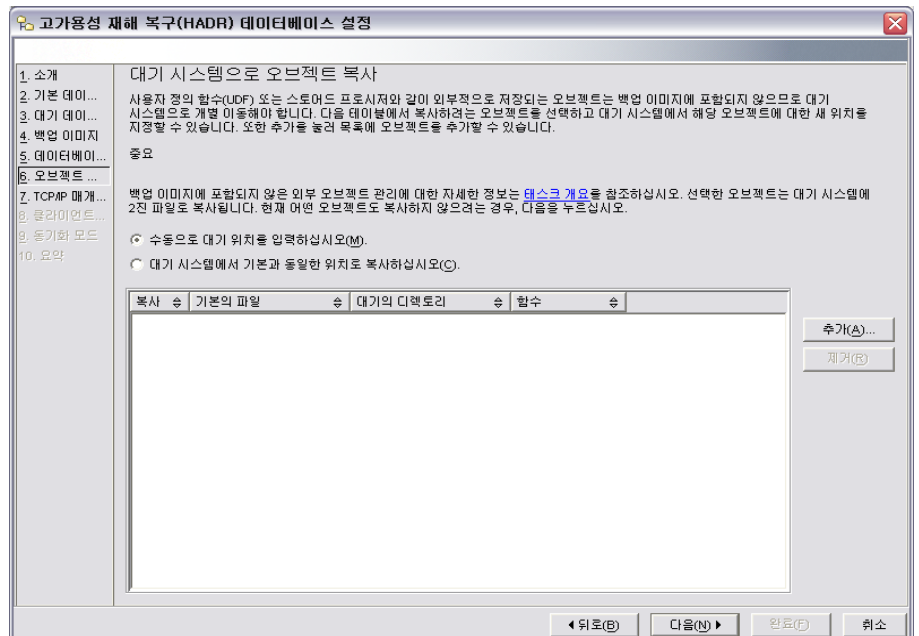 고가용성 재해 복구(HADR) 데이터베이스 설정
1. 소개
2. 기본 데이...
3. 대기 데이...
4. 백업 이미지
5. 데이터베이...
6. 오브젝트 ...
7. TCP/IP 매개...
8. 클라이언트...
9. 동기화 모드
10. 요약
대기 시스템으로 오브젝트 복사
사용자 정의 함수(UDF) 또는 스토어드 프로시저와 같이 외부적으로 저장되는 오브젝트는 백업 이미지에 포함되지 않으므로 대기
시스템으로 개별 이동해야 합니다. 다음 테이블에서 복사하려는 오브젝트를 선택하고 대기 시스템에서 해당 오브젝트에 대한 새 위치를
지정할 수 있습니다. 또한 추가를 눌러 목록에 오브젝트를 추가할 수 있습니다.
중요
백업 이미지에 포함되지 않은 외부 오브젝트 관리에 대한 자세한 정보는 태스크 개요를 참조하십시오. 선택한 오브젝트는 대기 시스템에
2진 파일로 복사됩니다. 현재 어떤 오브젝트도 복사하지 않으려는 경우, 다음을 누르십시오.
수동으로 대기 위치를 입력하십시오(M).
대기 시스템에서 기본과 동일한 위치로 복사하십시오(C).
복사 기본의 파일 대기의 디렉토리 함수
추가(A)...
제거(R)
뒤로(B) 다음(N) 완료(F) 취소